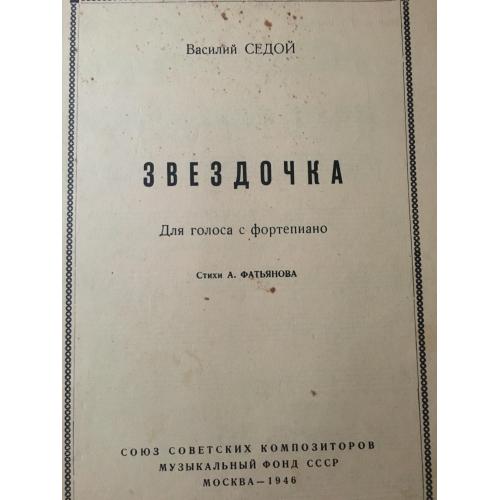 Василий СЕДОЙ
ЗВЕЗДОЧКА
Для голоса с фортепиано
Стихи А. ФАТЬЯНОВА
СОЮЗ СОВЕТСКИХ КОМПОЗИТОРОВ
МУЗЫКАЛЬНЫЙ ФОНД СССР
МОСКВА—1946